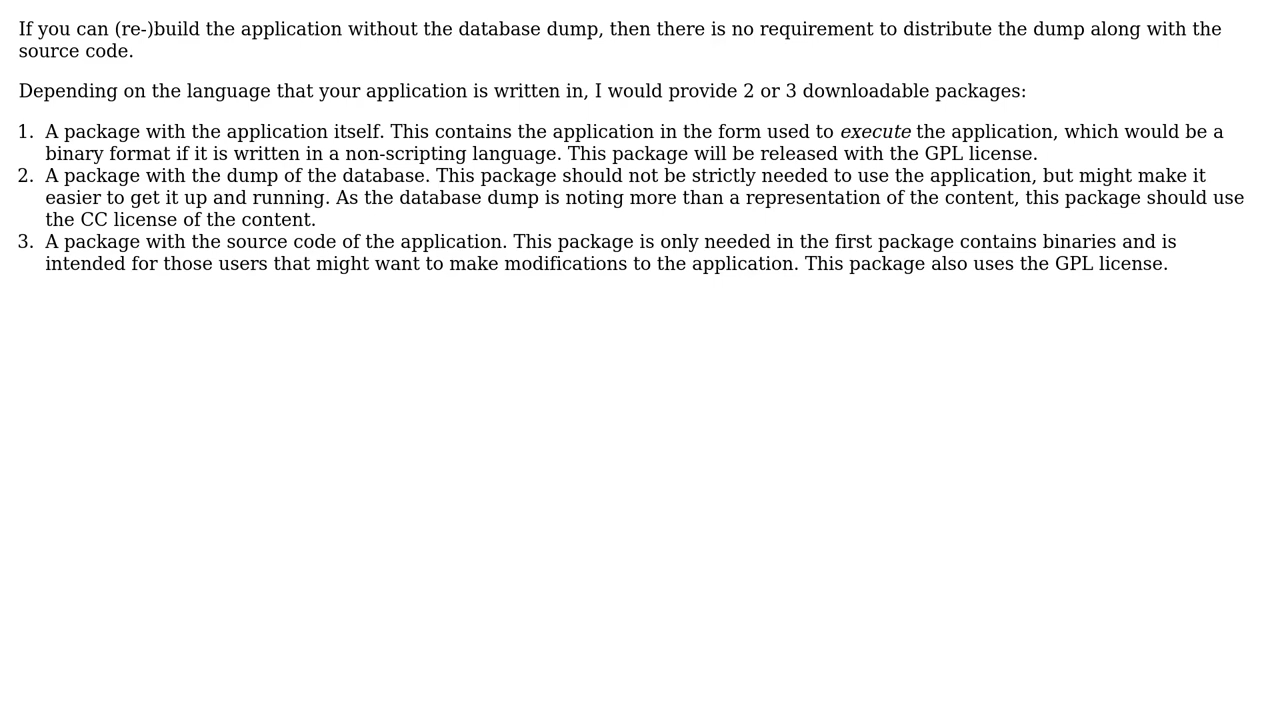 If you can (re-)build the application without the database dump, then there is no requirement to distribute the dump along with the
source code.
Depending on the language that your application is written in, I would provide 2 or 3 downloadable packages:
1. A package with the application itself. This contains the application in the form used to execute the application, which would be a
binary format if it is written in a non-scripting language. This package will be released with the GPL license.
2. A package with the dump of the database. This package should not be strictly needed to use the application, but might make it
easier to get it up and running. As the database dump is noting more than a representation of the content, this package should use
the CC license of the content.
3. A package with the source code of the application. This package is only needed in the first package contains binaries and is
intended for those users that might want to make modifications to the application. This package also uses the GPL license.